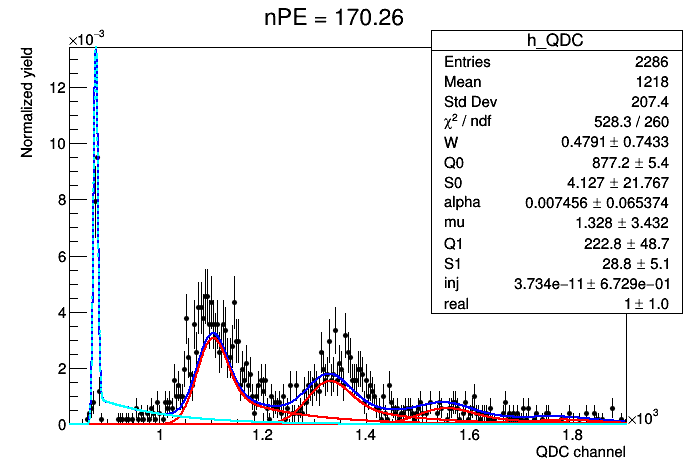 nPE = 170.26
×10⁻³
Normalized yield
h_QDC
Entries 2286
Mean 1218
Std Dev 207.4
χ² / ndf 528.3 / 260
W 0.4791 ± 0.7433
Q0 877.2 ± 5.4
S0 4.127 ± 21.767
alpha 0.007456 ± 0.065374
mu 1.328 ± 3.432
Q1 222.8 ± 48.7
S1 28.8 ± 5.1
inj 3.734e−11 ± 6.729e−01
real 1 ± 1.0
12
10
8
6
4
2
0
1 1.2 1.4 1.6 1.8
×10³
QDC channel